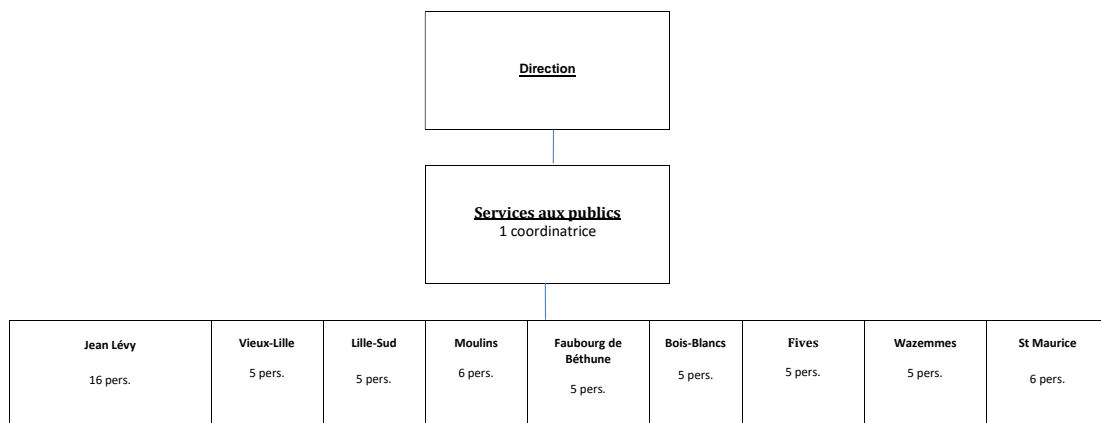 Direction
Services aux publics
1 coordinatrice
Jean Lévy
16 pers.
Vieux-Lille
5 pers.
Lille-Sud
5 pers.
Moulins
6 pers.
Faubourg de
Béthune
5 pers.
Bois-Blancs
5 pers.
Fives
5 pers.
Wazemmes
5 pers.
St Maurice
6 pers.